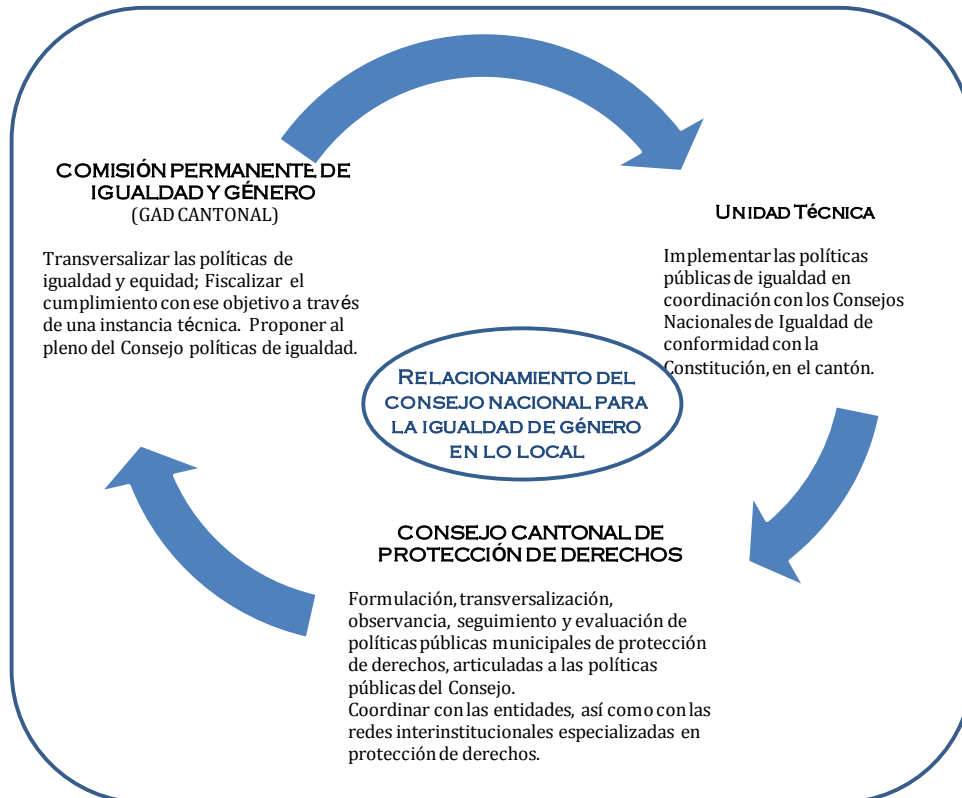 COMISIÓN PERMANENTE DE
IGUALDAD Y GÉNERO
(GAD CANTONAL)
Transversalizar las políticas de
igualdad y equidad; Fiscalizar el
cumplimiento con ese objetivo a través
de una instancia técnica. Proponer al
pleno del Consejo políticas de igualdad.
UNIDAD TÉCNICA
Implementar las políticas
públicas de igualdad en
coordinación con los Consejos
Nacionales de Igualdad de
conformidad con la
Constitución, en el cantón.
RELACIONAMIENTO DEL
CONSEJO NACIONAL PARA
LA IGUALDAD DE GÉNERO
EN LO LOCAL
CONSEJO CANTONAL DE
PROTECCIÓN DE DERECHOS
Formulación, transversalización,
observancia, seguimiento y evaluación de
políticas públicas municipales de protección
de derechos, articuladas a las políticas
públicas del Consejo.
Coordinar con las entidades, así como con las
redes interinstitucionales especializadas en
protección de derechos.